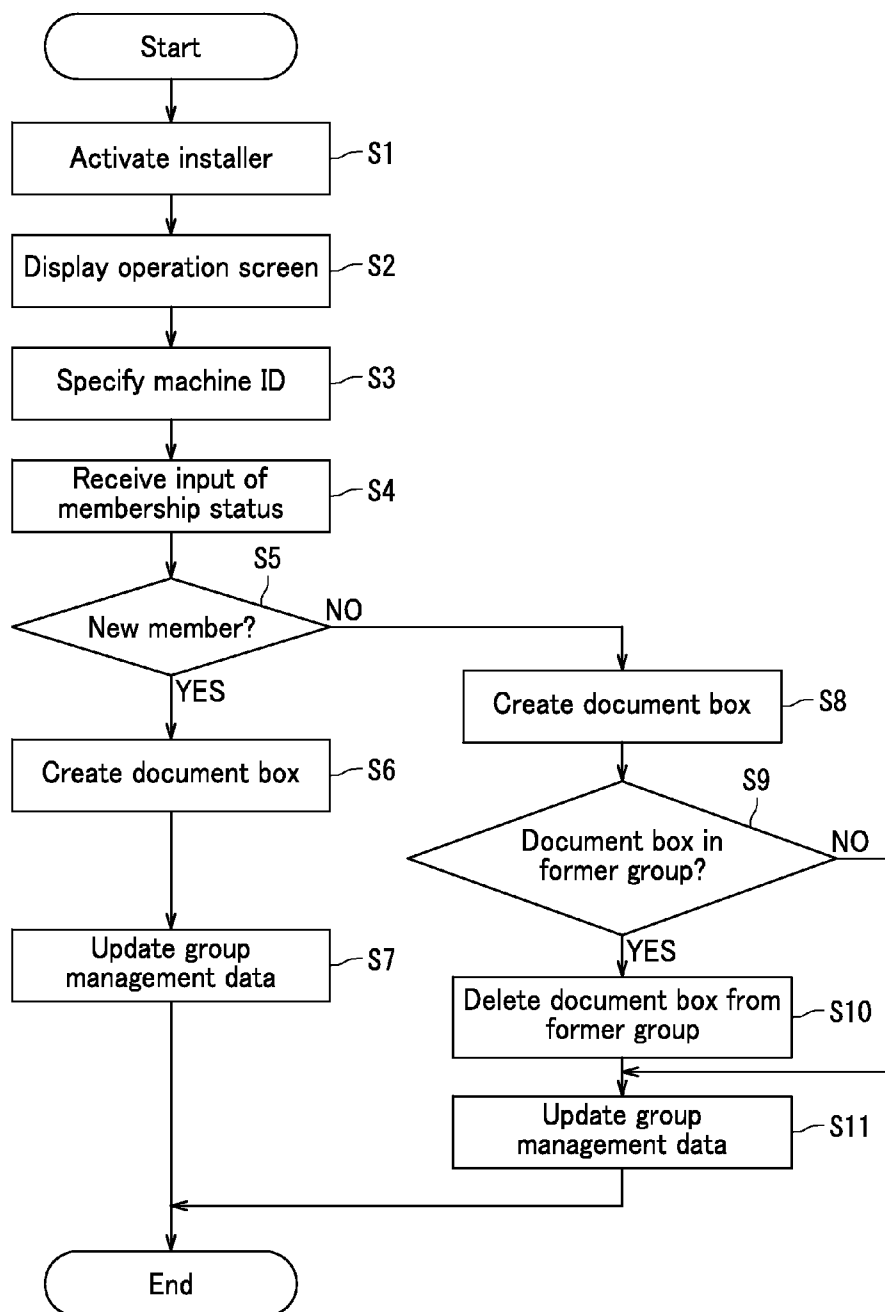 Start
Activate installer
S1
Display operation screen
S2
Specify machine ID
S3
Receive input of
membership status
S4
S5
New member?
NO
YES
Create document box
S6
Update group
management data
S7
Create document box
S8
S9
Document box in
former group?
NO
YES
Delete document box from
former group
S10
Update group
management data
S11
End